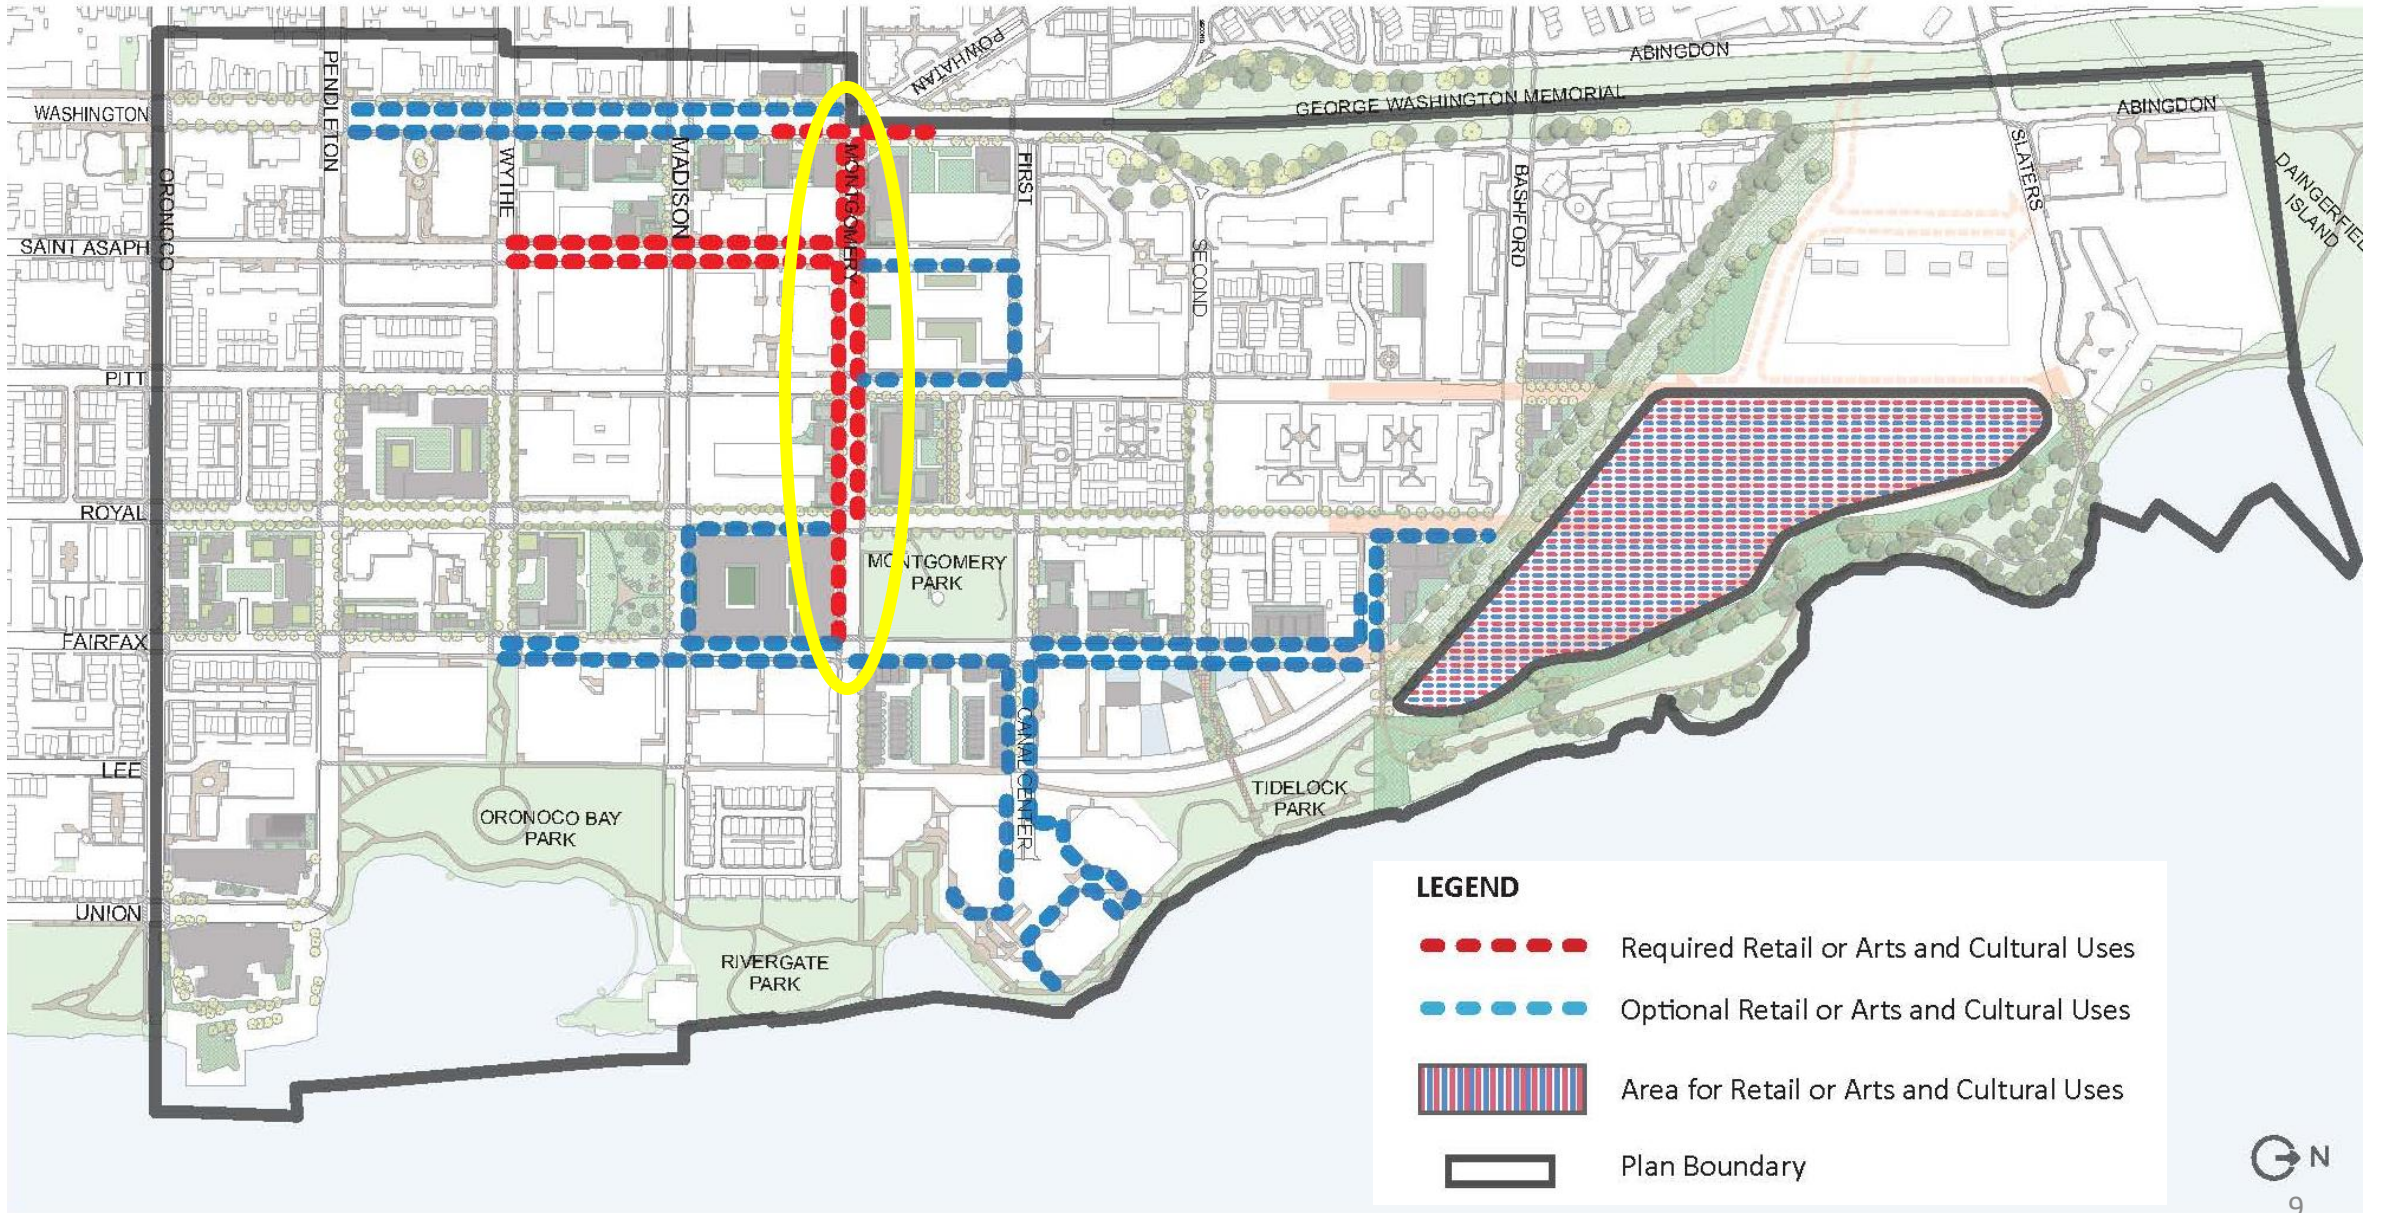 POWHATAN
ABINGDON
GEORGE WASHINGTON MEMORIAL
ABINGDON
WASHINGTON
PENDLETON
WYTHE
MADISON
MONTGOMERY
FIRST
SECOND
BASHFORD
SLATERS
DAINGERFIEL
ISLAND
ORONOCO
SAINT ASAPH
PITT
ROYAL
MONTGOMERY
PARK
FAIRFAX
CANAL CENTER
LEE
ORONOCO BAY
PARK
TIDELOCK
PARK
UNION
RIVERGATE
PARK
LEGEND
Required Retail or Arts and Cultural Uses
Optional Retail or Arts and Cultural Uses
Area for Retail or Arts and Cultural Uses
Plan Boundary
N
9